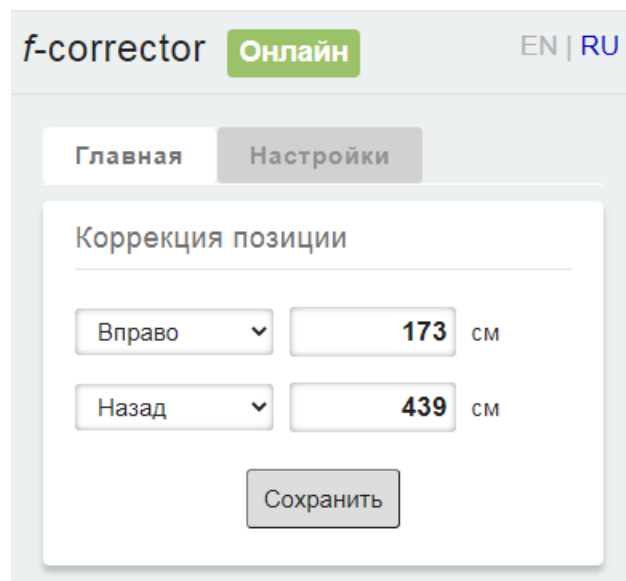 f-corrector Онлайн EN | RU
Главная Настройки
Коррекция позиции
Вправо 173 см
Назад 439 см
Сохранить